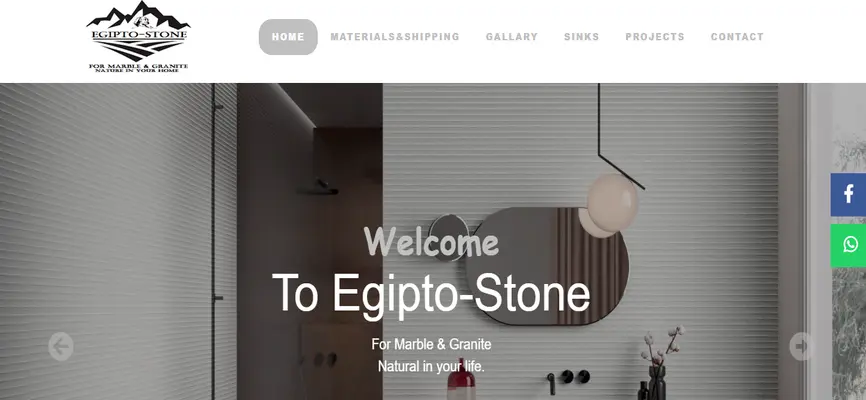 EGIPTO-STONE
FOR MARBLE & GRANITE
NATURE IN YOUR HOME
HOME
MATERIALS&SHIPPING
GALLARY
SINKS
PROJECTS
CONTACT
Welcome
To Egipto-Stone
For Marble & Granite
Natural in your life.